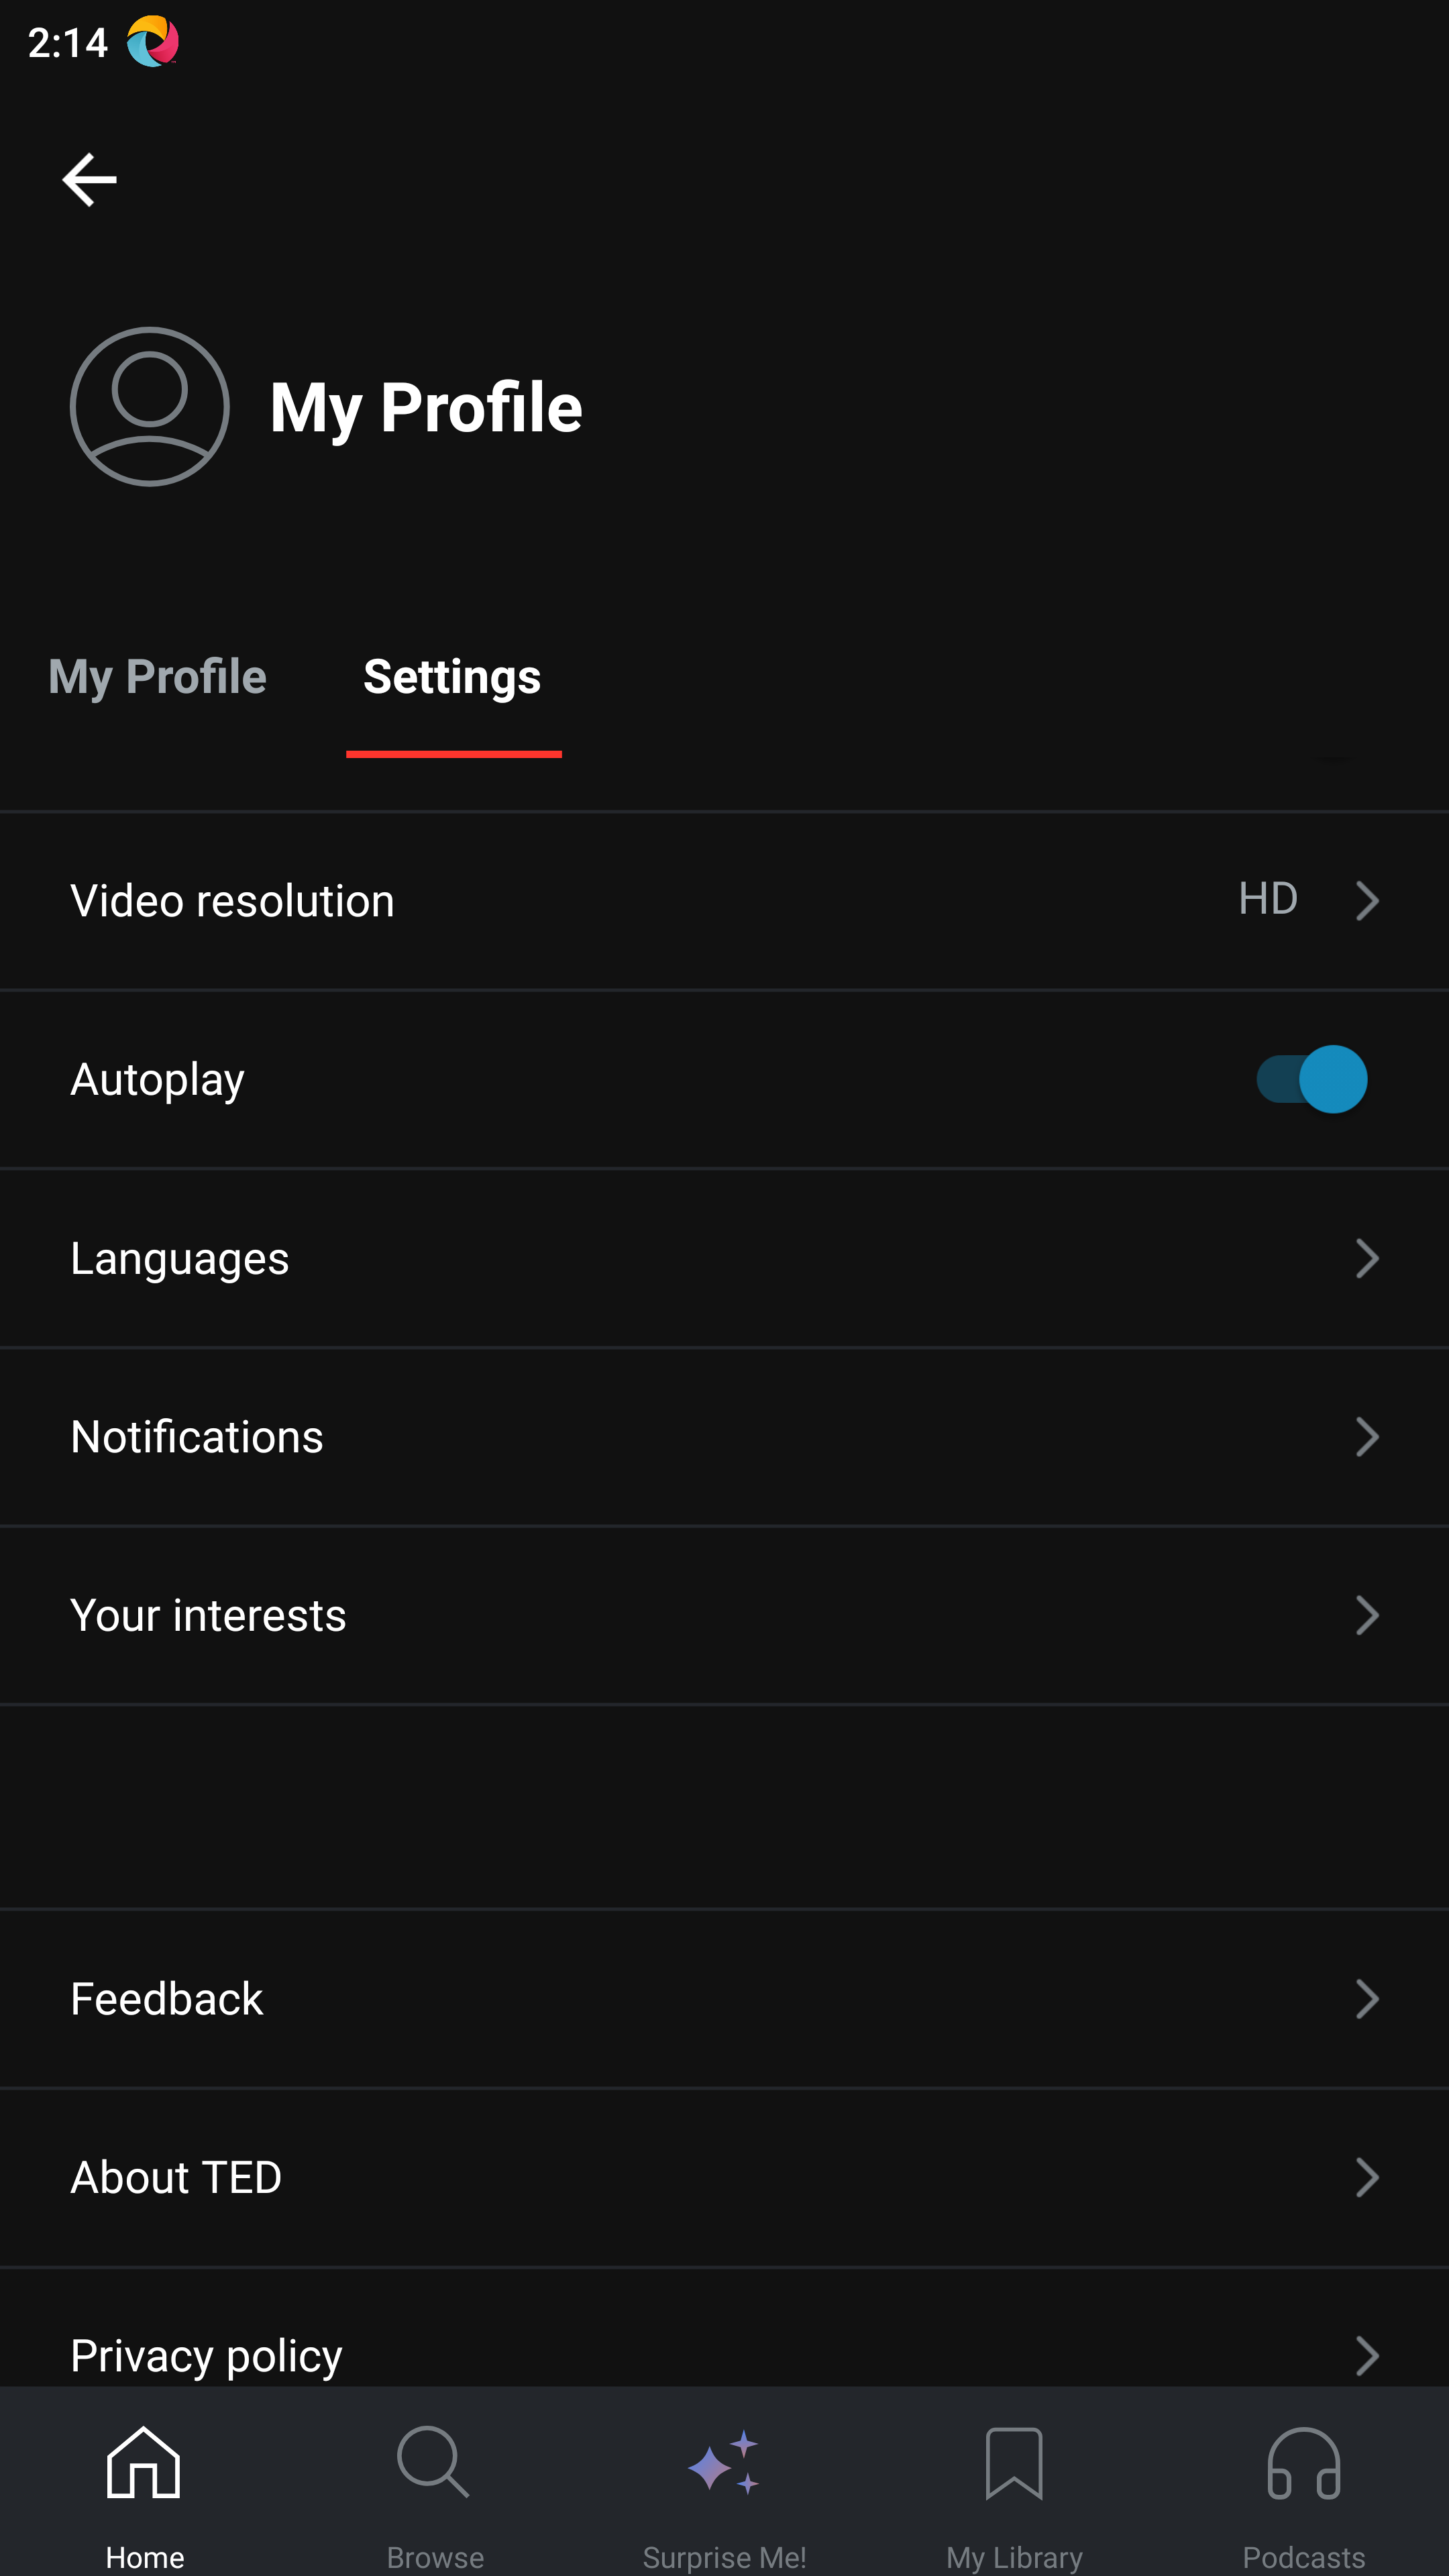 2:14
My Profile
My Profile Settings
Video resolution HD
Autoplay
Languages
Notifications
Your interests
Feedback
About TED
Privacy policy
Home Browse Surprise Me! My Library Podcasts